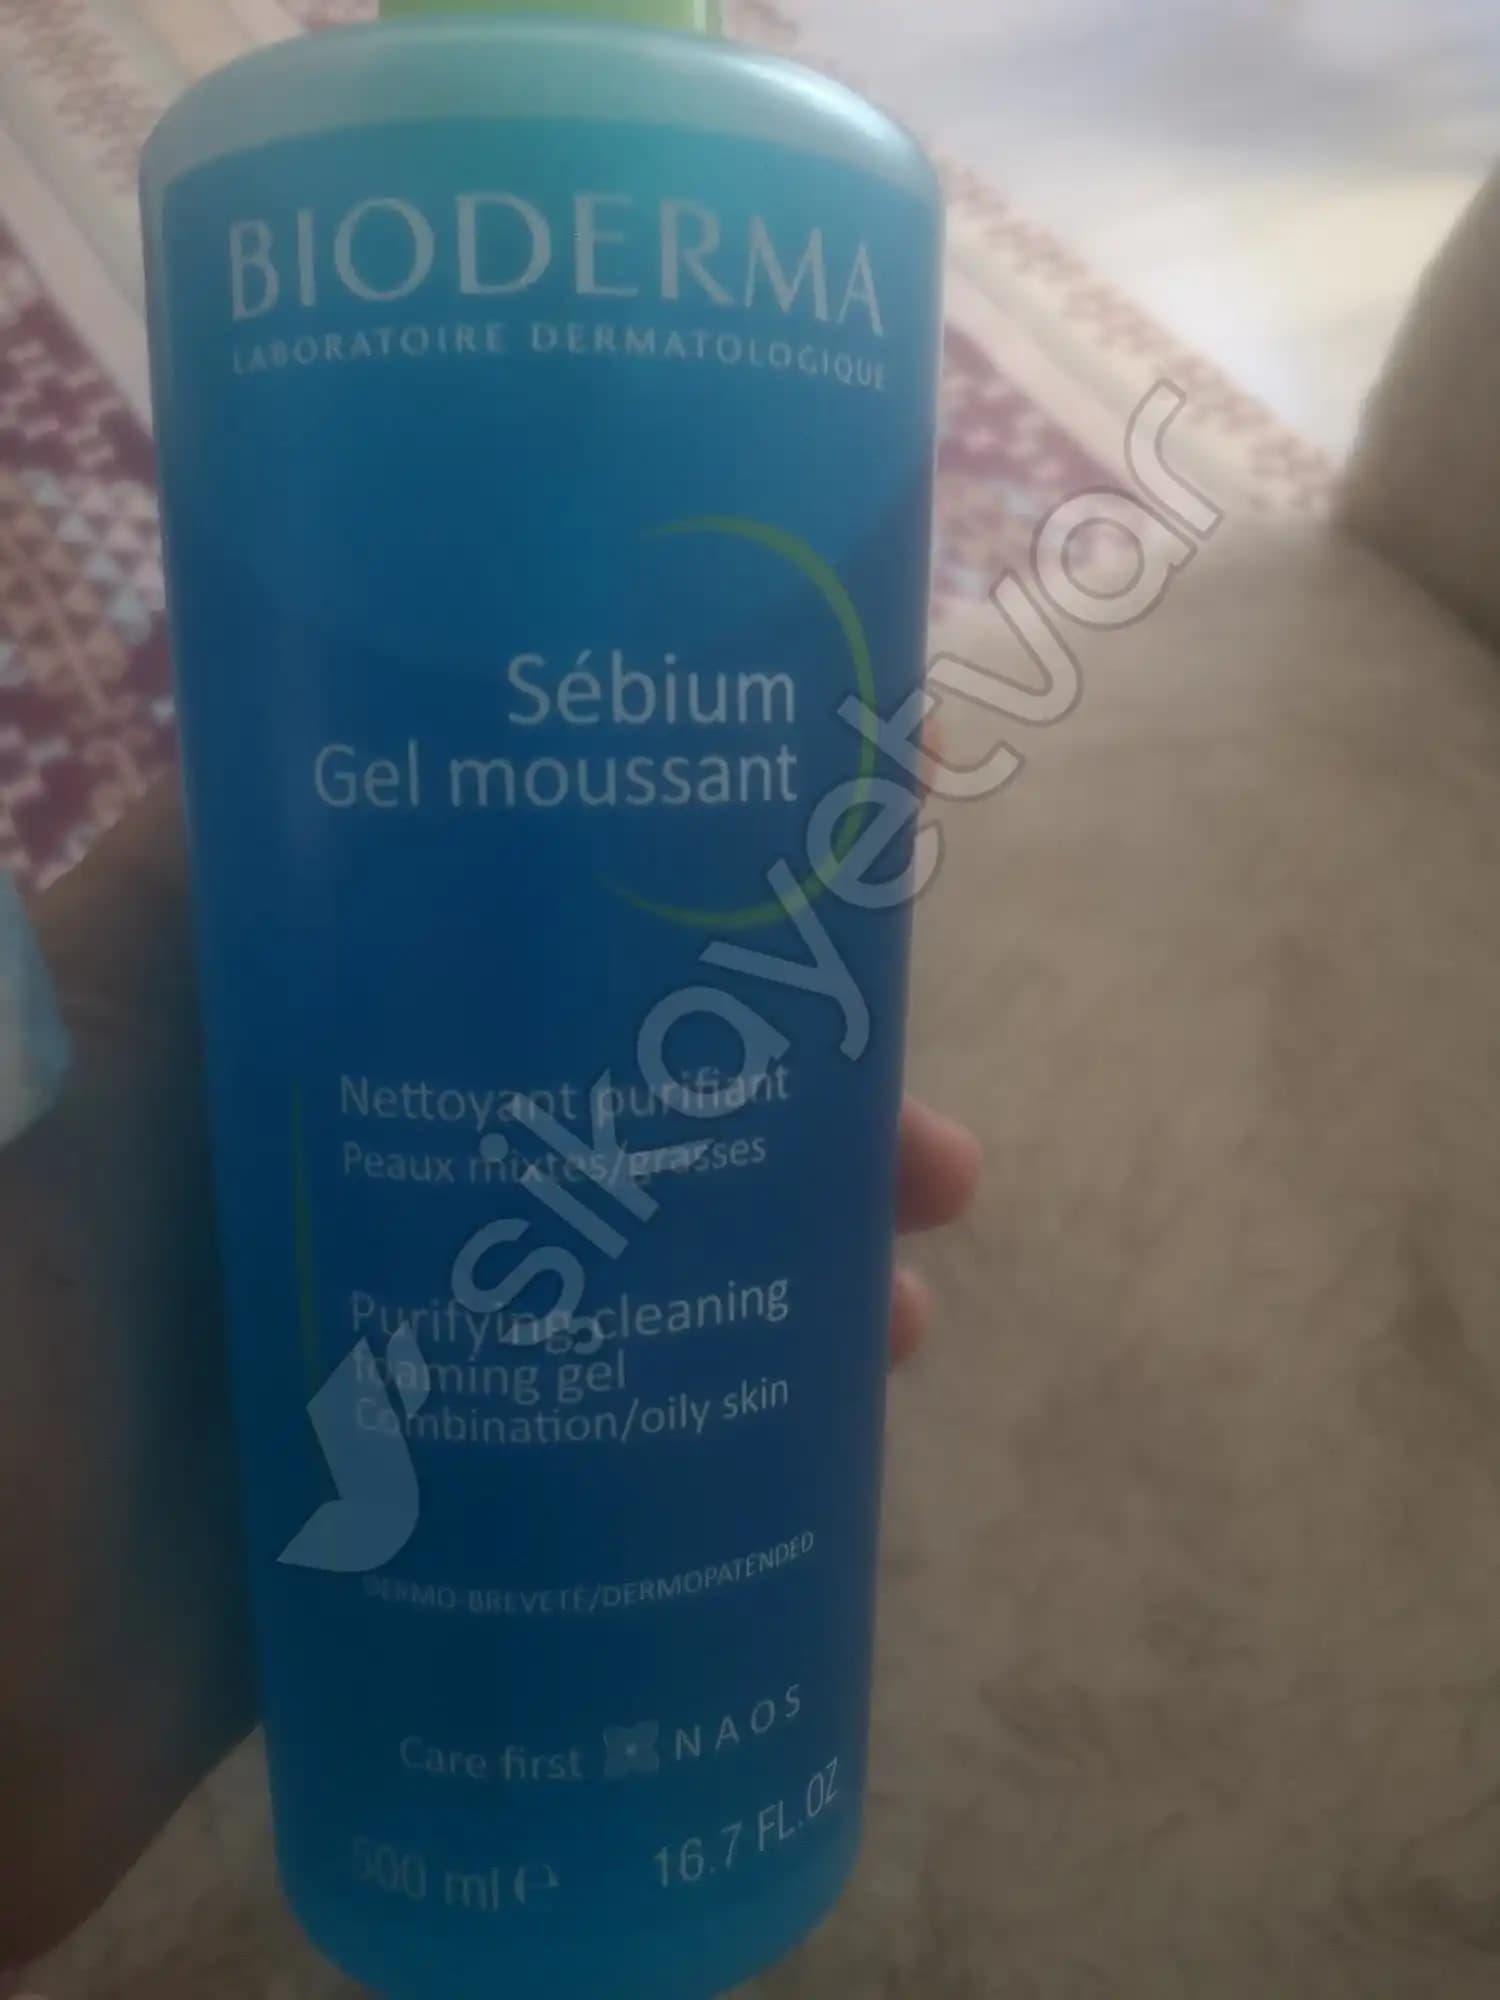 BIODERMA
LABORATOIRE DERMATOLOGIQUE
Sébium
Gel moussant
Nettoyant purifiant
Peaux mixtes/grasses
Purifying cleaning
foaming gel
Combination/oily skin
DERMO-BREVETÉ/DERMOPATENDED
Care first NAOS
500 ml ℮ 16.7 FL.OZ
şikayetvar